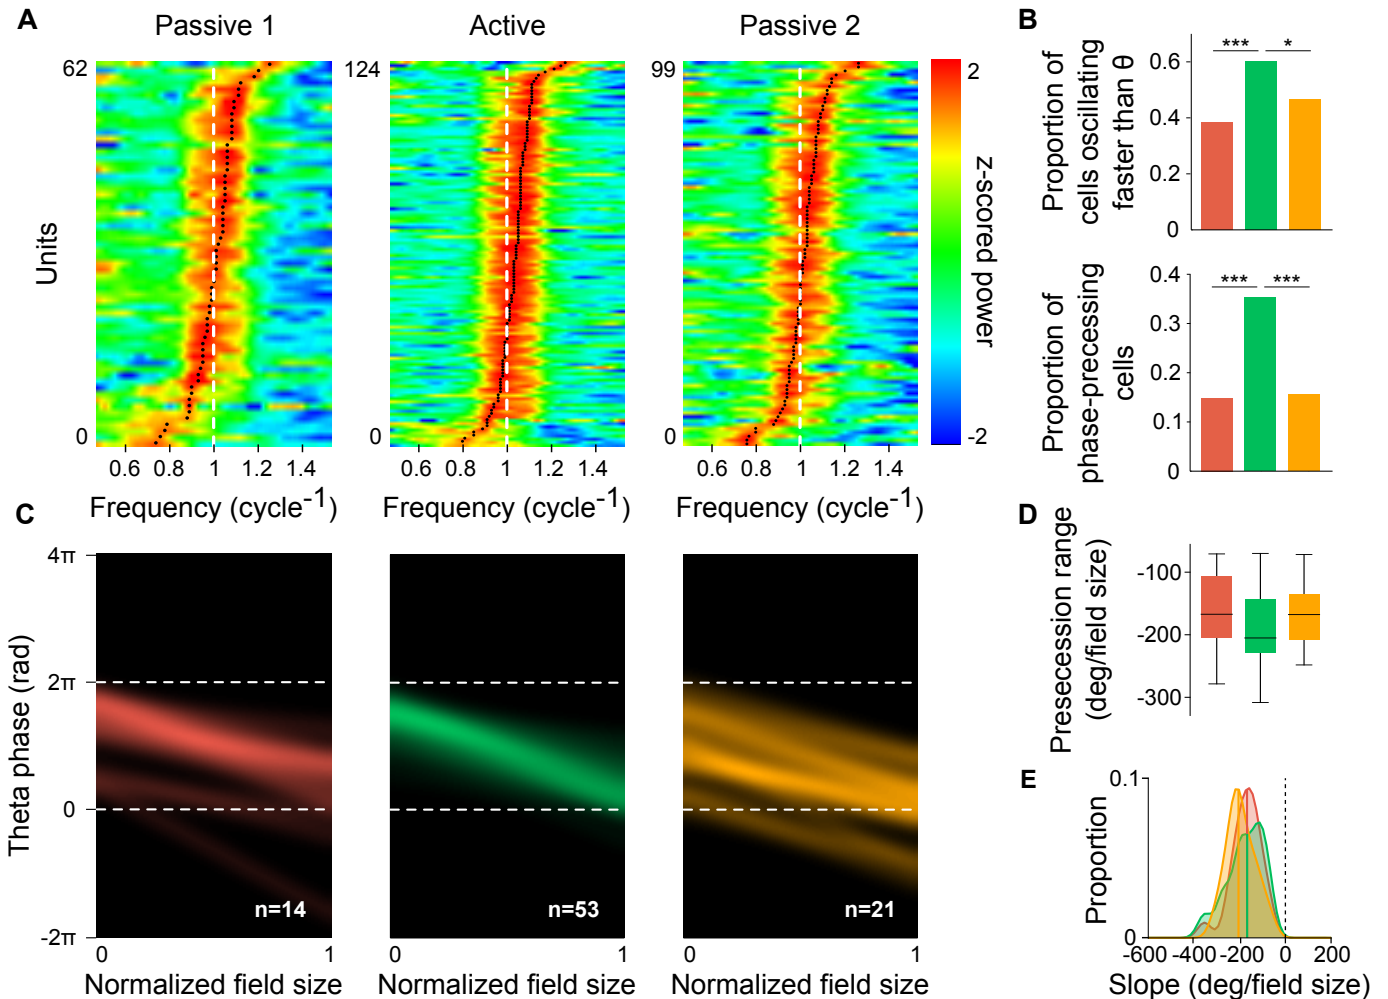 A
Passive 1
Active
Passive 2
62
0
Units
0.6 0.8 1 1.2 1.4
Frequency (cycle-1)
124
0
0.6 0.8 1 1.2 1.4
Frequency (cycle-1)
99
0
0.6 0.8 1 1.2 1.4
Frequency (cycle-1)
2
-2
z-scored power
B
Proportion of
cells oscillating
faster than θ
0.6
0.4
0.2
0
*** *
Proportion of
phase-precessing
cells
0.4
0.3
0.2
0.1
0
*** ***
C
Theta phase (rad)
4π
2π
0
-2π
n=14
0 1
Normalized field size
n=53
0 1
Normalized field size
n=21
0 1
Normalized field size
D
Presecession range
(deg/field size)
-100
-200
-300
E
Proportion
0.1
0
-600 -400 -200 0 200
Slope (deg/field size)